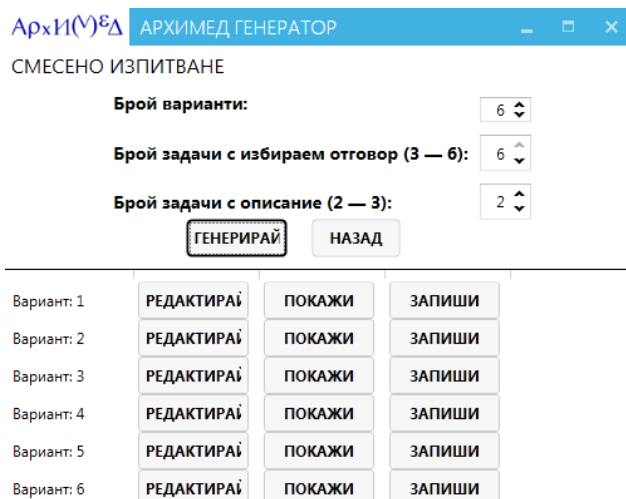 АρхИ(V)εΔ АРХИМЕД ГЕНЕРАТОР
СМЕСЕНО ИЗПИТВАНЕ
Брой варианти: 6
Брой задачи с избираем отговор (3 — 6): 6
Брой задачи с описание (2 — 3): 2
ГЕНЕРИРАЙ НАЗАД
Вариант: 1 РЕДАКТИРАЙ ПОКАЖИ ЗАПИШИ
Вариант: 2 РЕДАКТИРАЙ ПОКАЖИ ЗАПИШИ
Вариант: 3 РЕДАКТИРАЙ ПОКАЖИ ЗАПИШИ
Вариант: 4 РЕДАКТИРАЙ ПОКАЖИ ЗАПИШИ
Вариант: 5 РЕДАКТИРАЙ ПОКАЖИ ЗАПИШИ
Вариант: 6 РЕДАКТИРАЙ ПОКАЖИ ЗАПИШИ